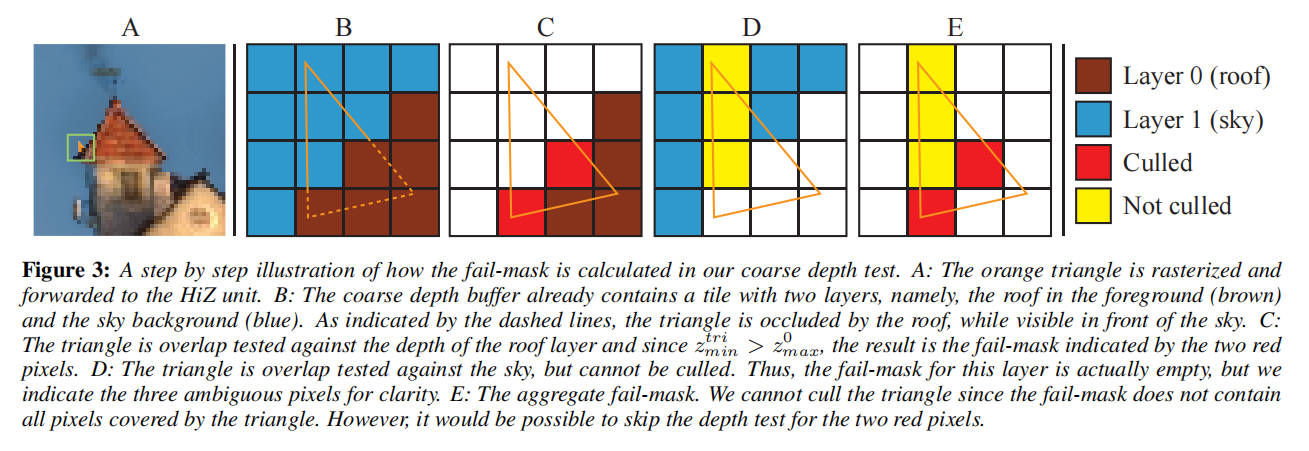 A B C D E
Layer 0 (roof)
Layer 1 (sky)
Culled
Not culled
Figure 3: A step by step illustration of how the fail-mask is calculated in our coarse depth test. A: The orange triangle is rasterized and
forwarded to the HiZ unit. B: The coarse depth buffer already contains a tile with two layers, namely, the roof in the foreground (brown)
and the sky background (blue). As indicated by the dashed lines, the triangle is occluded by the roof, while visible in front of the sky. C:
The triangle is overlap tested against the depth of the roof layer and since z^{tri}_{min} > z^{0}_{max}, the result is the fail-mask indicated by the two red
pixels. D: The triangle is overlap tested against the sky, but cannot be culled. Thus, the fail-mask for this layer is actually empty, but we
indicate the three ambiguous pixels for clarity. E: The aggregate fail-mask. We cannot cull the triangle since the fail-mask does not contain
all pixels covered by the triangle. However, it would be possible to skip the depth test for the two red pixels.